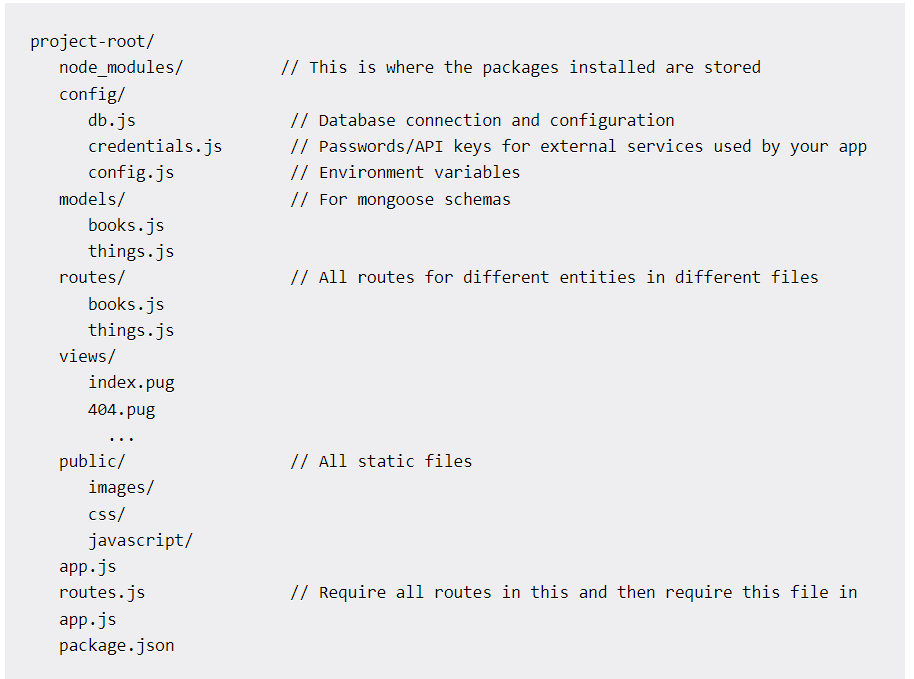 project-root/
   node_modules/          // This is where the packages installed are stored
   config/
      db.js                // Database connection and configuration
      credentials.js       // Passwords/API keys for external services used by your app
      config.js            // Environment variables
   models/                 // For mongoose schemas
      books.js
      things.js
   routes/                 // All routes for different entities in different files
      books.js
      things.js
   views/
      index.pug
      404.pug
        ...
   public/                 // All static files
      images/
      css/
      javascript/
   app.js
   routes.js               // Require all routes in this and then require this file in
   app.js
   package.json